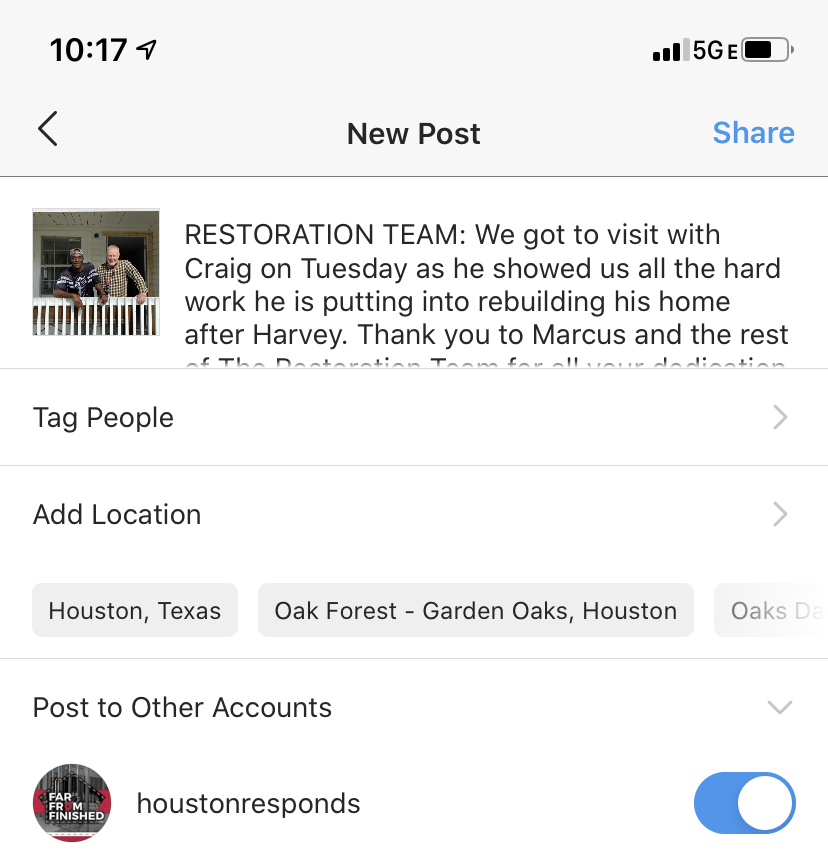 10:17
5G E
New Post
Share
RESTORATION TEAM: We got to visit with
Craig on Tuesday as he showed us all the hard
work he is putting into rebuilding his home
after Harvey. Thank you to Marcus and the rest
of The Restoration Team for all your dedication
Tag People
Add Location
Houston, Texas
Oak Forest - Garden Oaks, Houston
Oaks Da
Post to Other Accounts
FAR
FROM
FINISHED
houstonresponds